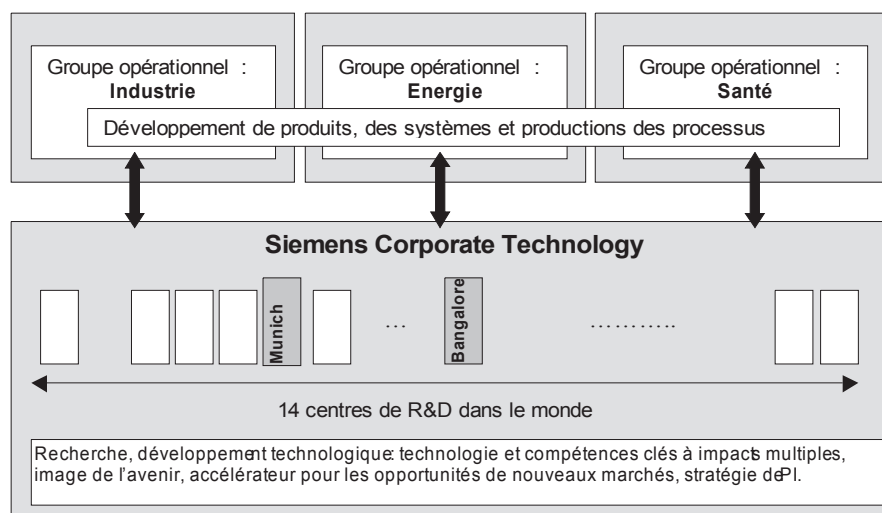 Groupe opérationnel :
Industrie
Groupe opérationnel :
Energie
Groupe opérationnel :
Santé
Développement de produits, des systèmes et productions des processus
Siemens Corporate Technology
Munich
...
Bangalore
...........
14 centres de R&D dans le monde
Recherche, développement technologique: technologie et compétences clés à impacts multiples,
image de l'avenir, accélérateur pour les opportunités de nouveaux marchés, stratégie dePI.